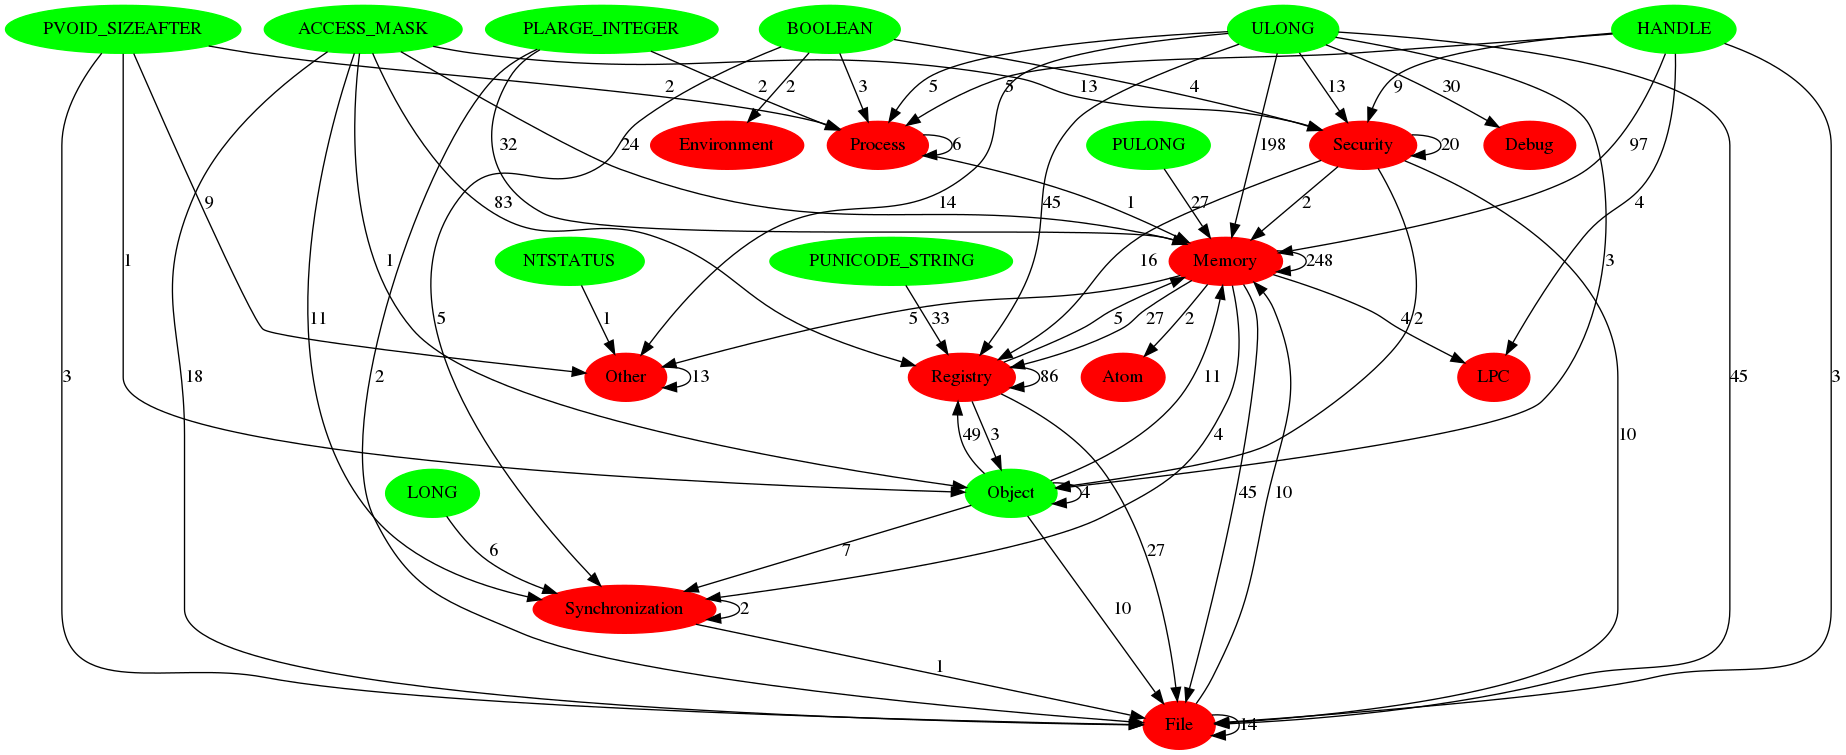 PVOID_SIZEAFTER ACCESS_MASK PLARGE_INTEGER BOOLEAN ULONG HANDLE
2 2 2 3 5 5 13 4 13 9 30
Environment Process 6 PULONG Security 20 Debug
32 24 198 97
9 83 14 45 1 27 2 4
1 NTSTATUS PUNICODE_STRING 1 16 Memory 248 3
11 1 5 1 33 5 27 2 4 2
3 18 2 Other 13 Registry 86 Atom 11 LPC 45 3
49 3 4 10
LONG Object 4 45 10
6 7 27
Synchronization 2 10
1
File 14